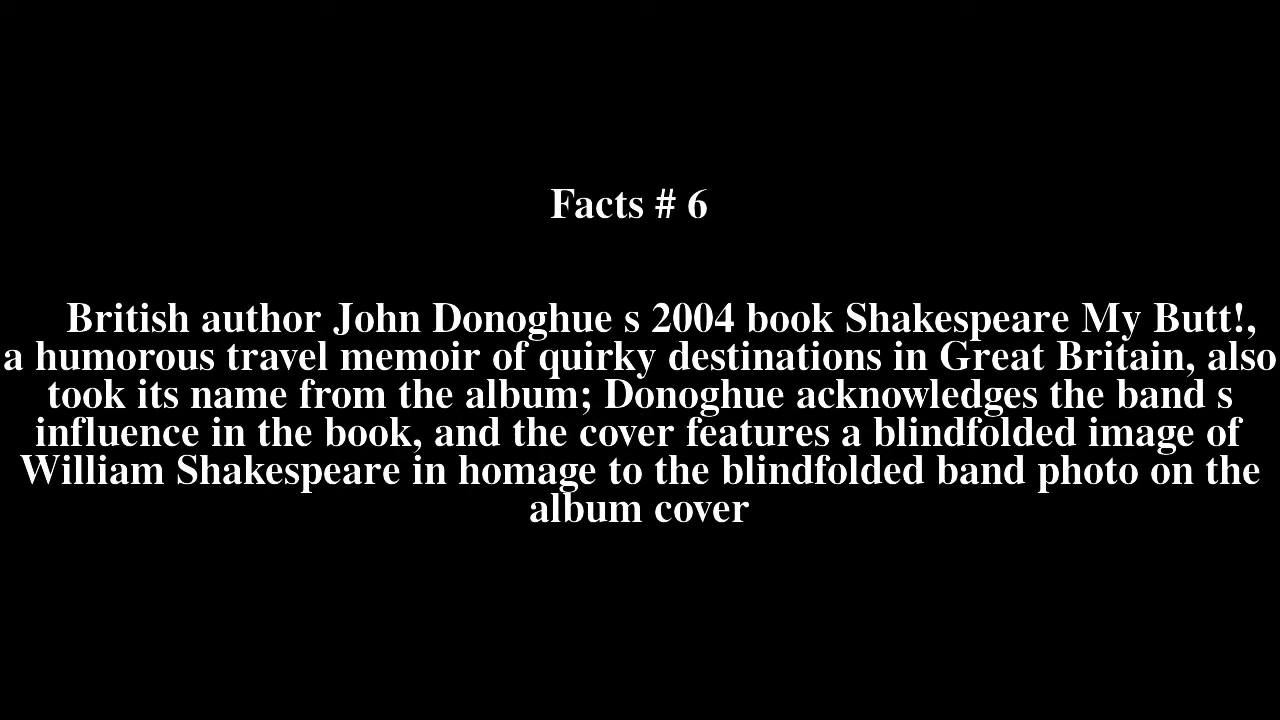 Facts # 6
British author John Donoghue s 2004 book Shakespeare My Butt!,
a humorous travel memoir of quirky destinations in Great Britain, also
took its name from the album; Donoghue acknowledges the band s
influence in the book, and the cover features a blindfolded image of
William Shakespeare in homage to the blindfolded band photo on the
album cover